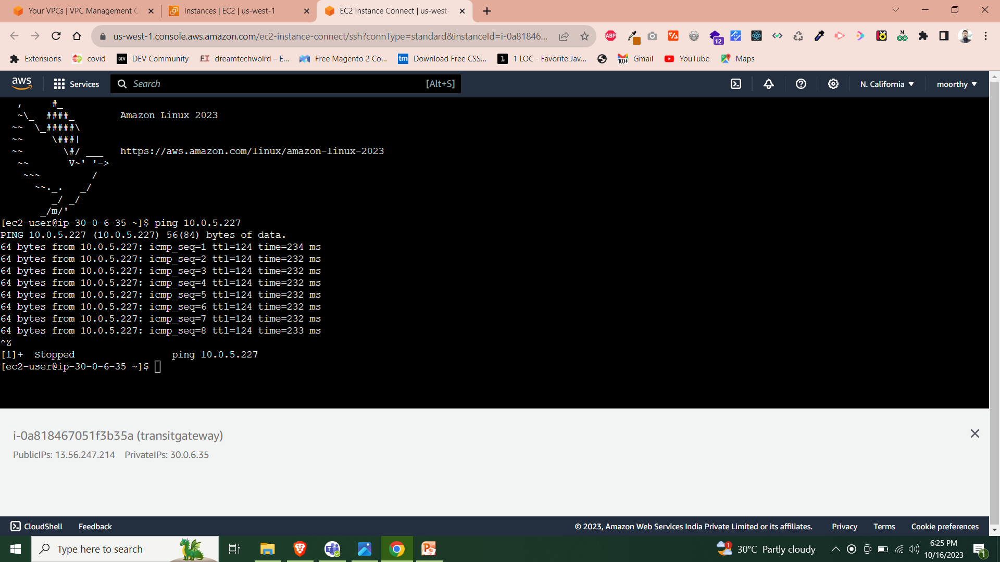 Your VPCs | VPC Management C
Instances | EC2 | us-west-1
EC2 Instance Connect | us-west-
us-west-1.console.aws.amazon.com/ec2-instance-connect/ssh?connType=standard&instanceId=i-0a81846...
ABP
12
M
Extensions
covid
DEV
DEV Community
dreamtechwolrd – E...
Free Magento 2 Co...
tm
Download Free CSS...
1
1 LOC - Favorite Jav...
100+
Gmail
YouTube
Maps
aws
Services
Search
[Alt+S]
N. California
moorthy
   ,     #_
   ~\_  ####_        Amazon Linux 2023
  ~~  \_#####\
  ~~     \###|
  ~~       \#/ ___   https://aws.amazon.com/linux/amazon-linux-2023
   ~~       V~' '->
    ~~~         /
      ~~._.   _/
         _/ _/
       _/m/'
[ec2-user@ip-30-0-6-35 ~]$ ping 10.0.5.227
PING 10.0.5.227 (10.0.5.227) 56(84) bytes of data.
64 bytes from 10.0.5.227: icmp_seq=1 ttl=124 time=234 ms
64 bytes from 10.0.5.227: icmp_seq=2 ttl=124 time=232 ms
64 bytes from 10.0.5.227: icmp_seq=3 ttl=124 time=232 ms
64 bytes from 10.0.5.227: icmp_seq=4 ttl=124 time=232 ms
64 bytes from 10.0.5.227: icmp_seq=5 ttl=124 time=232 ms
64 bytes from 10.0.5.227: icmp_seq=6 ttl=124 time=232 ms
64 bytes from 10.0.5.227: icmp_seq=7 ttl=124 time=232 ms
64 bytes from 10.0.5.227: icmp_seq=8 ttl=124 time=233 ms
^Z
[1]+  Stopped                 ping 10.0.5.227
[ec2-user@ip-30-0-6-35 ~]$
i-0a818467051f3b35a (transitgateway)
PublicIPs: 13.56.247.214 PrivateIPs: 30.0.6.35
CloudShell
Feedback
© 2023, Amazon Web Services India Private Limited or its affiliates.
Privacy
Terms
Cookie preferences
Type here to search
1
30°C Partly cloudy
6:25 PM
10/16/2023
1